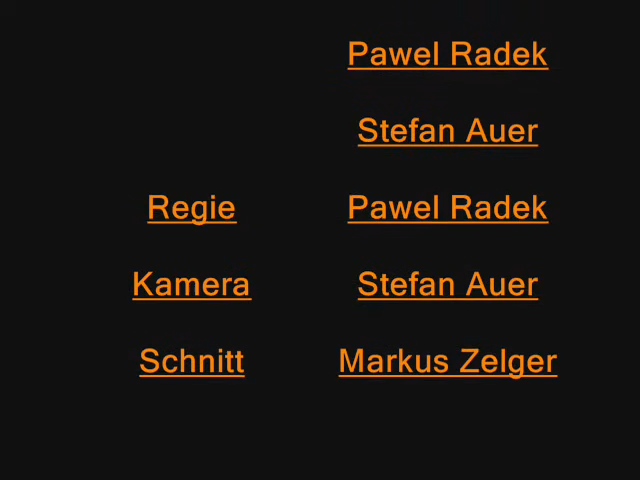 Pawel Radek
Stefan Auer
Regie Pawel Radek
Kamera Stefan Auer
Schnitt Markus Zelger